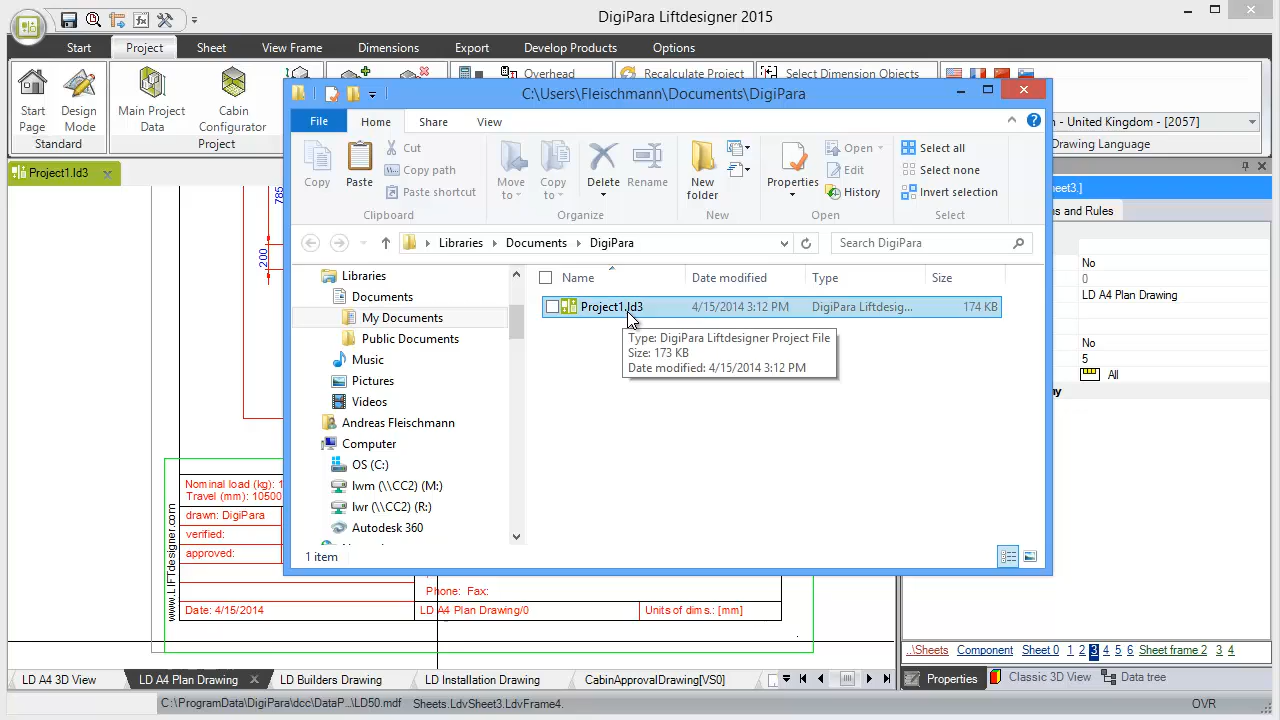 DigiPara Liftdesigner 2015
Start
Project
Sheet
View Frame
Dimensions
Export
Develop Products
Options
Start Page
Design Mode
Standard
Main Project Data
Cabin Configurator
Project
Overhead
Recalculate Project
Select Dimension Objects
- United Kingdom - [2057]
Drawing Language
Project1.ld3
C:\Users\Fleischmann\Documents\DigiPara
File
Home
Share
View
Copy
Paste
Cut
Copy path
Paste shortcut
Clipboard
Move to
Copy to
Delete
Rename
Organize
New folder
New
Properties
Open
Edit
History
Open
Select all
Select none
Invert selection
Select
Libraries
Documents
DigiPara
Search DigiPara
Name
Date modified
Type
Size
Project1.ld3
4/15/2014 3:12 PM
DigiPara Liftdesig...
174 KB
Type: DigiPara Liftdesigner Project File
Size: 173 KB
Date modified: 4/15/2014 3:12 PM
Libraries
Documents
My Documents
Public Documents
Music
Pictures
Videos
Andreas Fleischmann
Computer
OS (C:)
lwm (\\CC2) (M:)
lwr (\\CC2) (R:)
Autodesk 360
1 item
785
200
Nominal load (kg): 1
Travel (mm): 10500
drawn: DigiPara
verified:
approved:
www.LIFTdesigner.com
Phone: Fax:
Date: 4/15/2014
LD A4 Plan Drawing/0
Units of dims.: [mm]
heet3.]
ns and Rules
No
0
LD A4 Plan Drawing
No
5
All
..\Sheets
Component
Sheet 0
1 2 3 4 5 6
Sheet frame 2
3 4
LD A4 3D View
LD A4 Plan Drawing
LD Builders Drawing
LD Installation Drawing
CabinApprovalDrawing[VS0]
Properties
Classic 3D View
Data tree
C:\ProgramData\DigiPara\dcc\DataP...\LD50.mdf
Sheets.LdvSheet3.LdvFrame4.
OVR